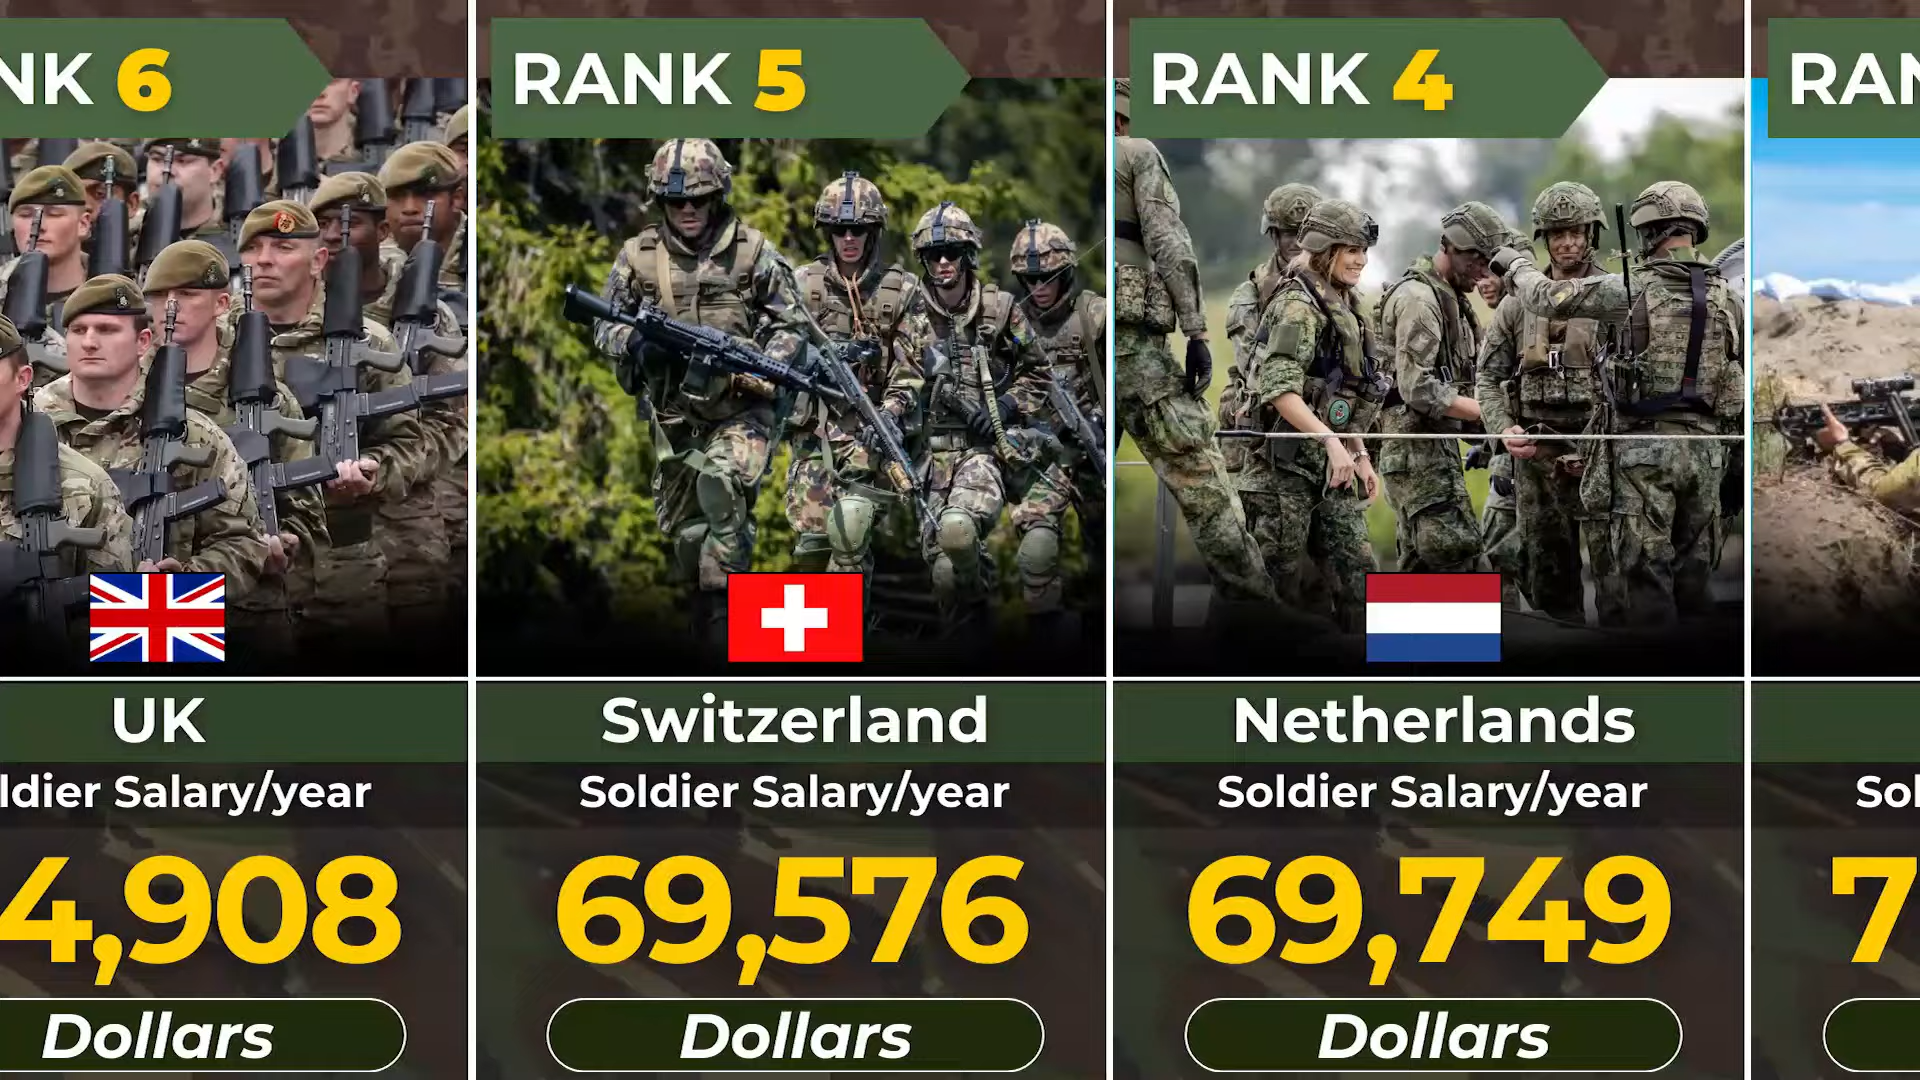 NK 6
UK
ldier Salary/year
4,908
Dollars
RANK 5
Switzerland
Soldier Salary/year
69,576
Dollars
RANK 4
Netherlands
Soldier Salary/year
69,749
Dollars
RAN
Sol
7